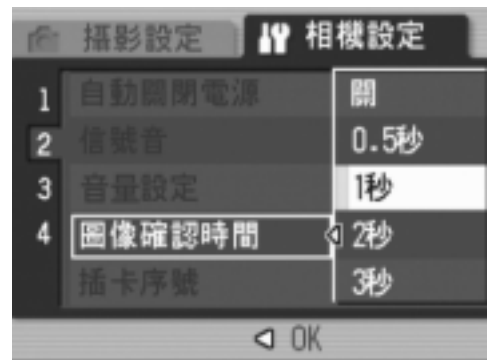 攝影設定 相機設定
1 自動關閉電源 開
2 信號音 0.5秒
3 音量設定 1秒
4 圖像確認時間 2秒
插卡序號 3秒
OK